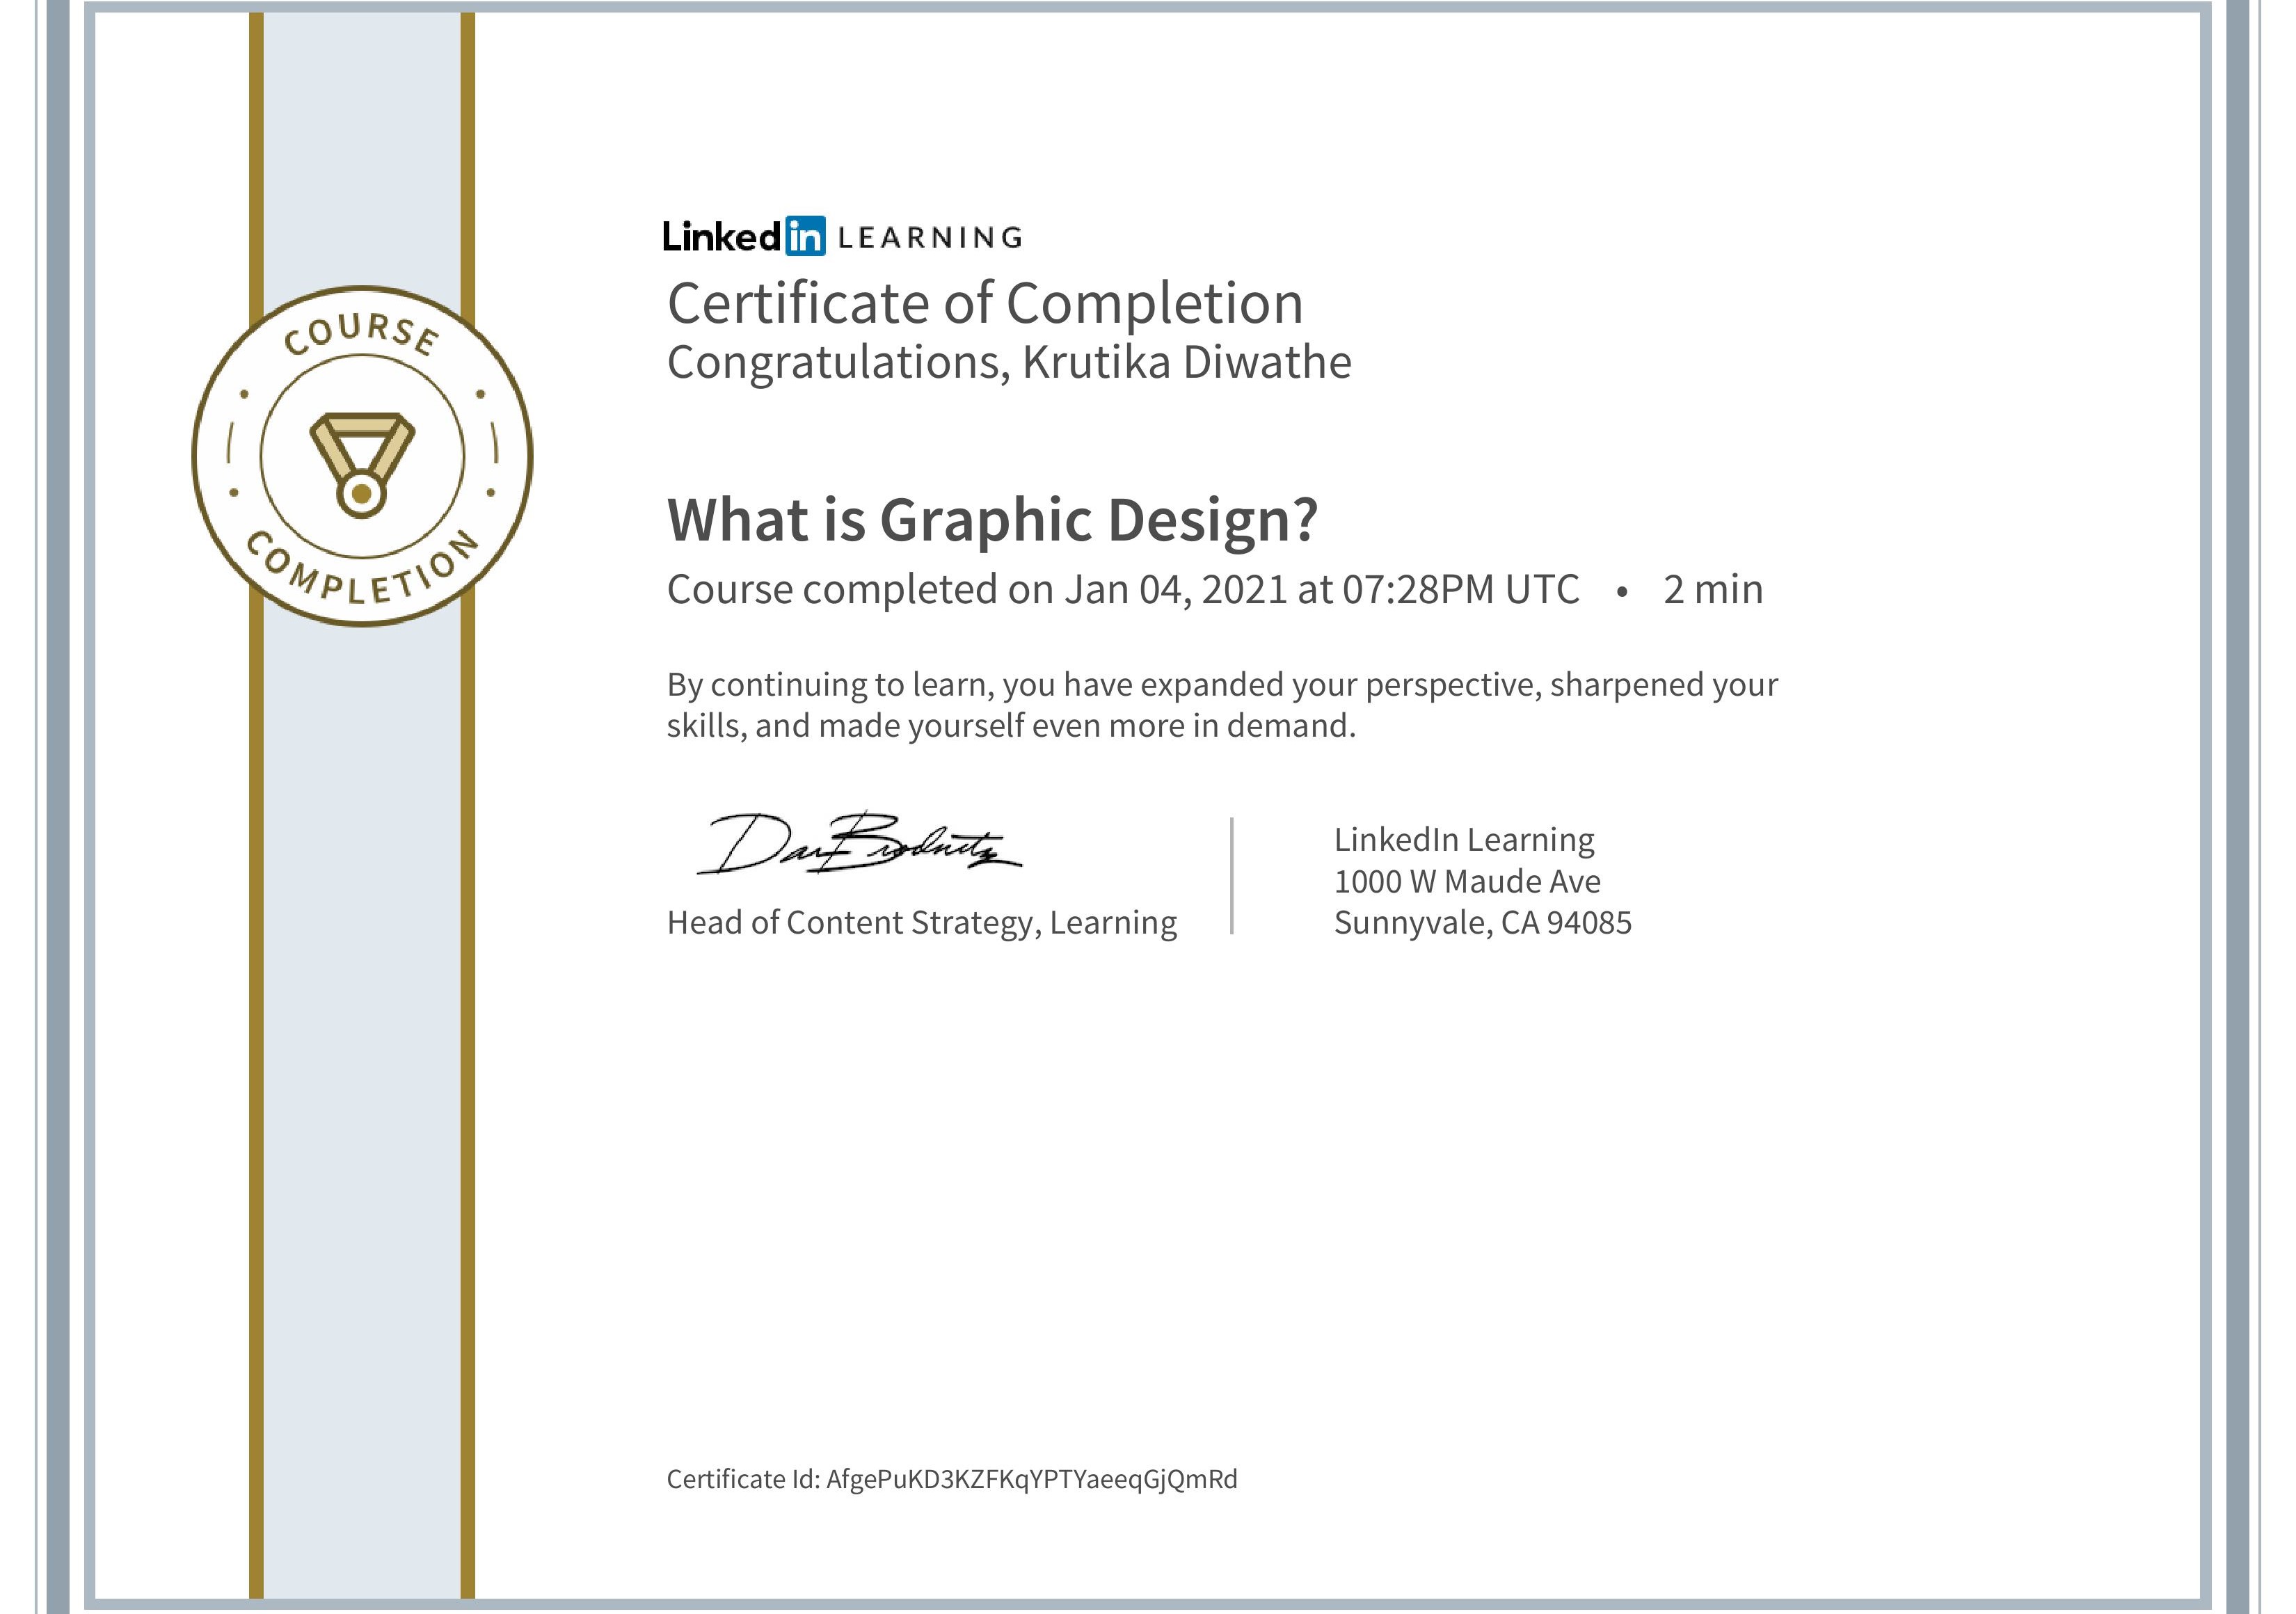 COURSE
COMPLETION
Linked in LEARNING
Certificate of Completion
Congratulations, Krutika Diwathe
What is Graphic Design?
Course completed on Jan 04, 2021 at 07:28PM UTC • 2 min
By continuing to learn, you have expanded your perspective, sharpened your
skills, and made yourself even more in demand.
Dan Brodnitz
Head of Content Strategy, Learning
LinkedIn Learning
1000 W Maude Ave
Sunnyvale, CA 94085
Certificate Id: AfgePuKD3KZFKqYPTYaeeqGjQmRd